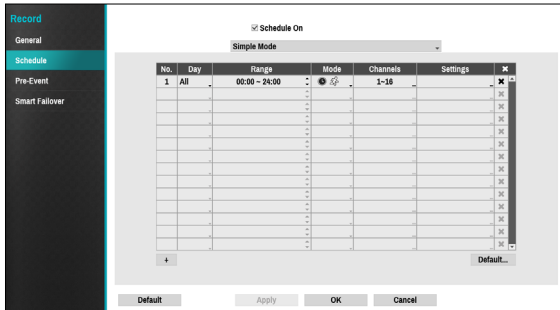 Record
General
Schedule
Pre-Event
Smart Failover
Schedule On
Simple Mode
No. Day Range Mode Channels Settings
1 All 00:00 ~ 24:00 1~16
+ Default...
Default Apply OK Cancel